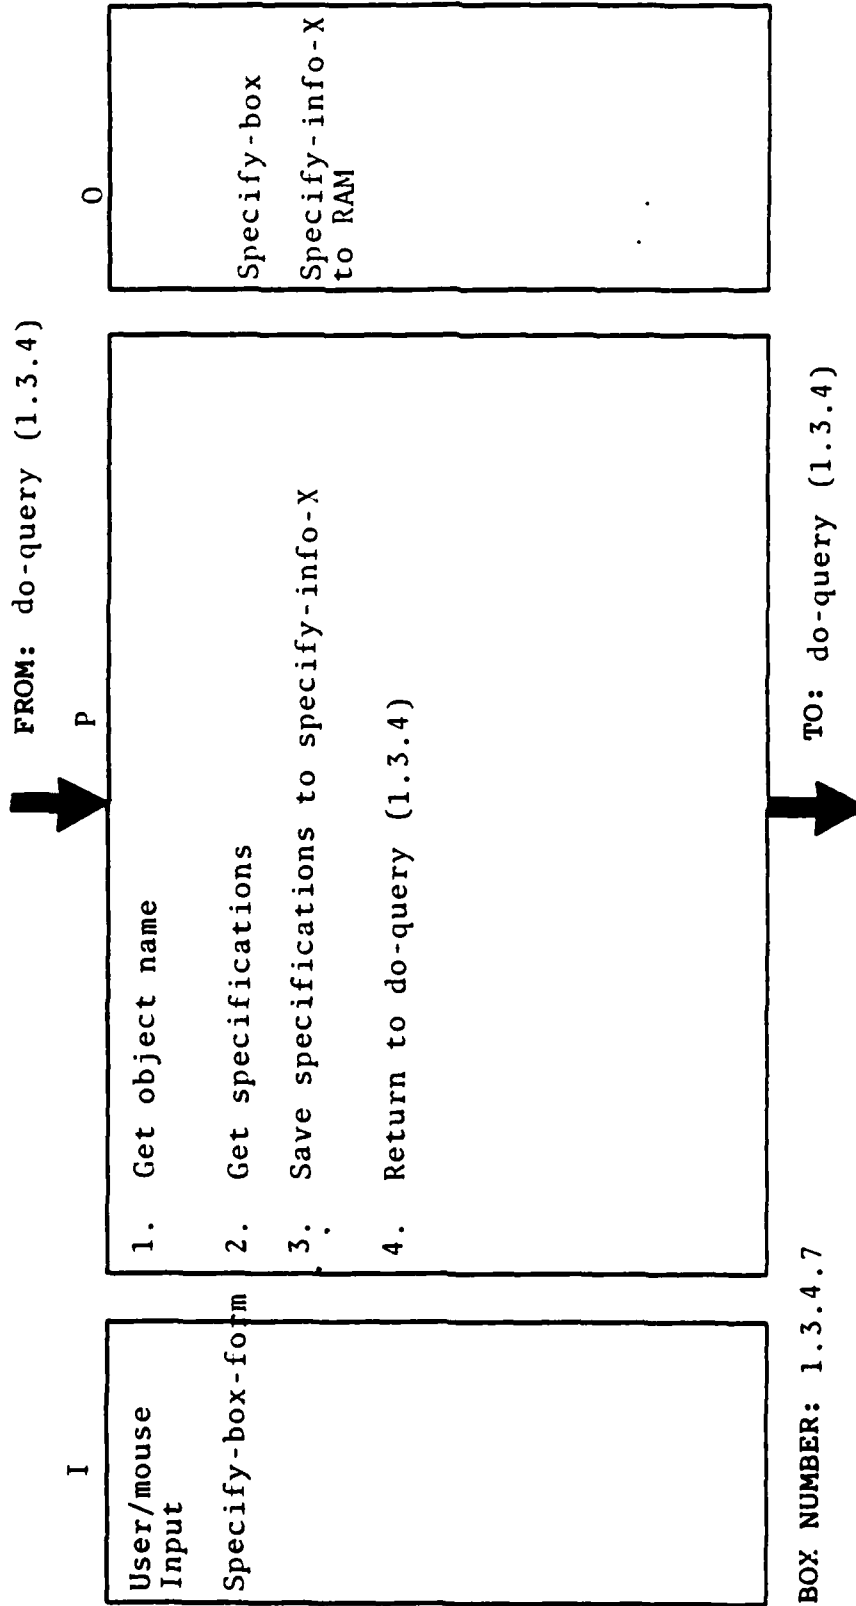 FROM: do-query (1.3.4)
I
P
O
User/mouse
Input
Specify-box-form
1. Get object name
2. Get specifications
3. Save specifications to specify-info-X
4. Return to do-query (1.3.4)
Specify-box
Specify-info-X
to RAM
BOX NUMBER: 1.3.4.7
TO: do-query (1.3.4)